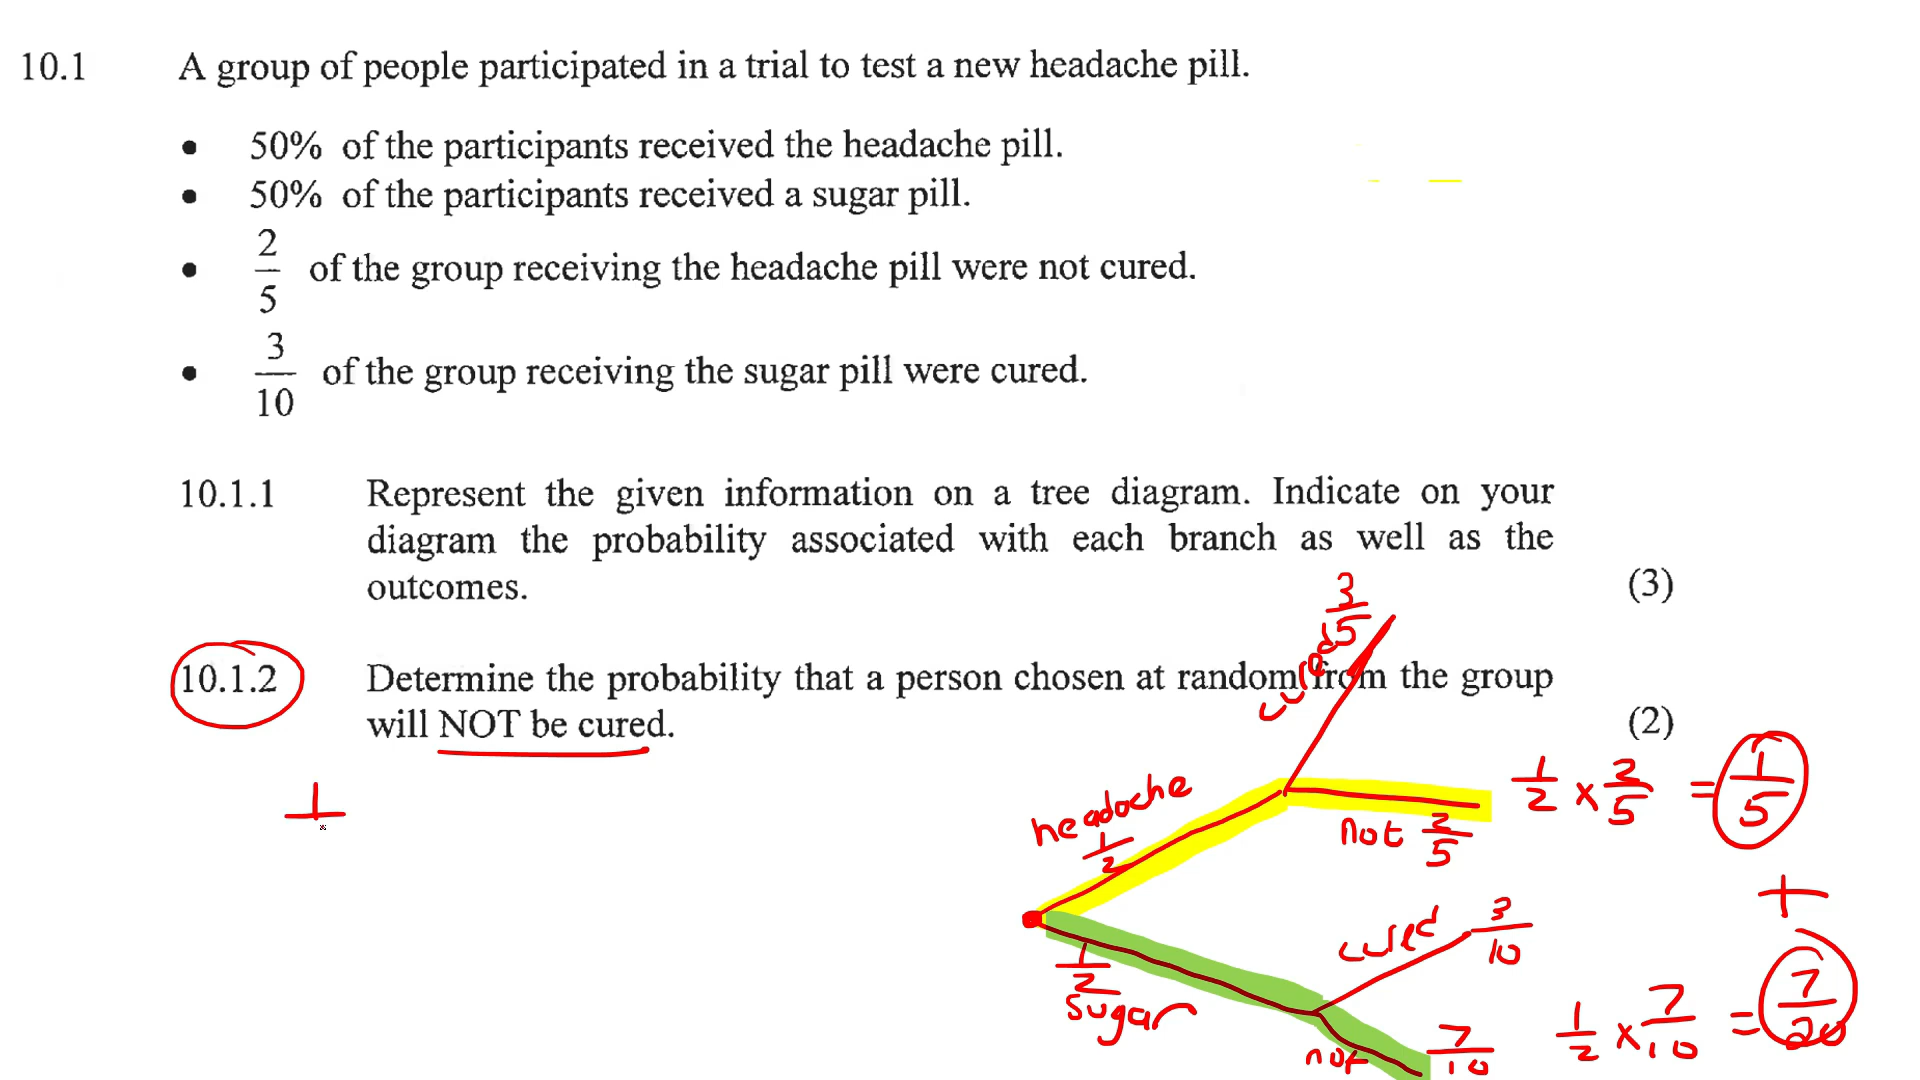 10.1 A group of people participated in a trial to test a new headache pill.
• 50% of the participants received the headache pill.
• 50% of the participants received a sugar pill.
• 2/5 of the group receiving the headache pill were not cured.
• 3/10 of the group receiving the sugar pill were cured.
10.1.1 Represent the given information on a tree diagram. Indicate on your
diagram the probability associated with each branch as well as the
outcomes. (3)
10.1.2 Determine the probability that a person chosen at random from the group
will NOT be cured. (2)
1
cured 3/5
headache 1/2
not 2/5
1/2 × 2/5 = 1/5
+
1/2 sugar
cured 3/10
not 7/10
1/2 × 7/10 = 7/20